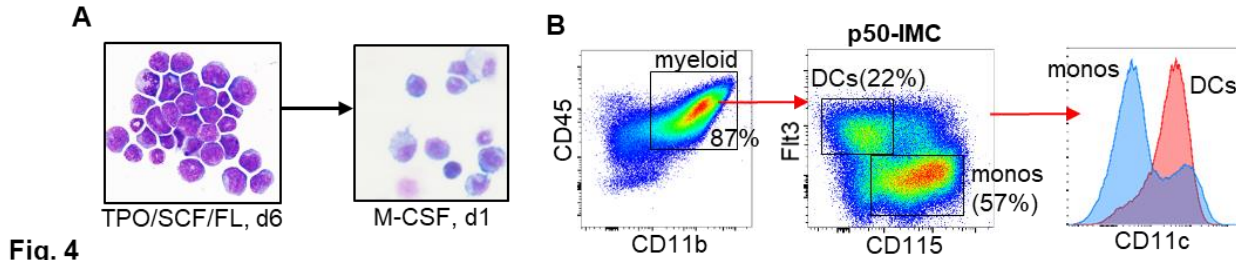 A
TPO/SCF/FL, d6
M-CSF, d1
Fig. 4
B
p50-IMC
CD45
myeloid
87%
CD11b
Flt3
DCs(22%)
monos
(57%)
CD115
monos
DCs
CD11c